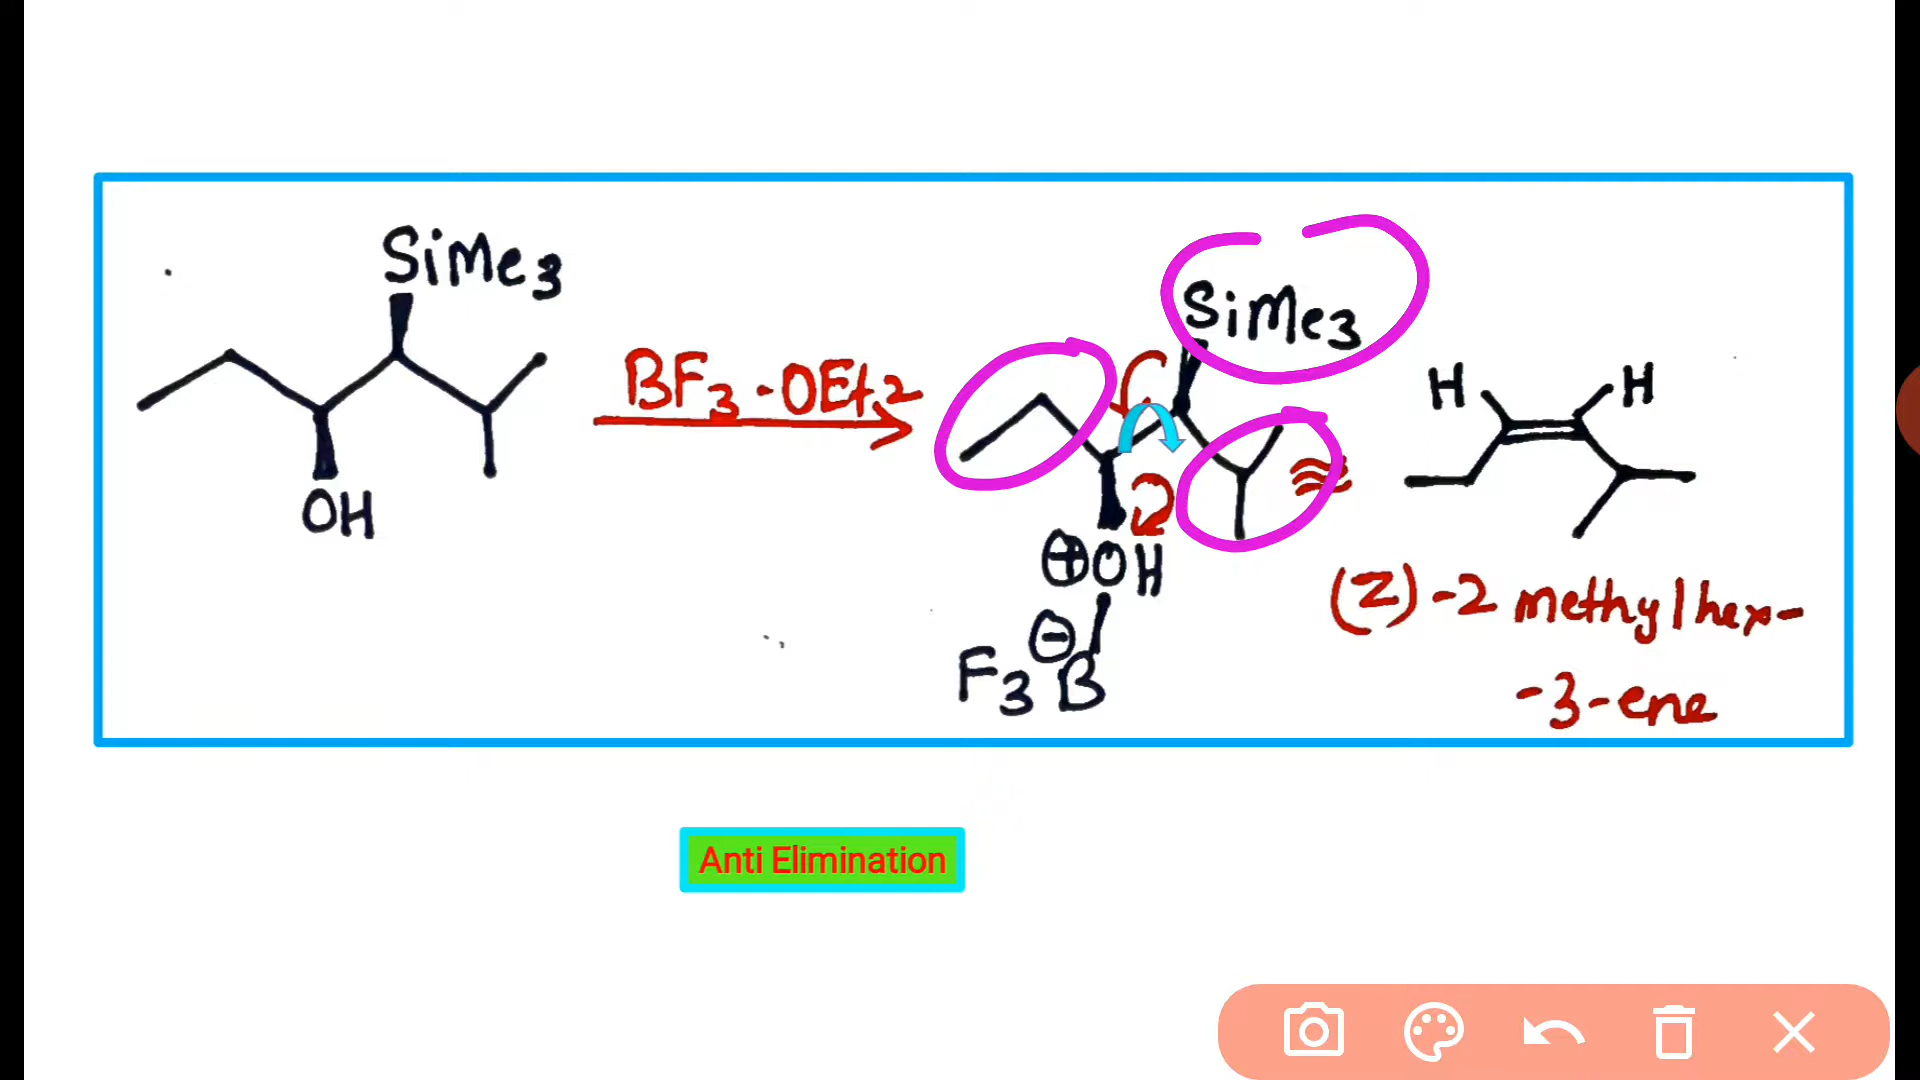 SiMe3
OH
BF3-OEt2
SiMe3
⊕OH
⊖
F3B
H H
(Z)-2 methylhex-
-3-ene
Anti Elimination